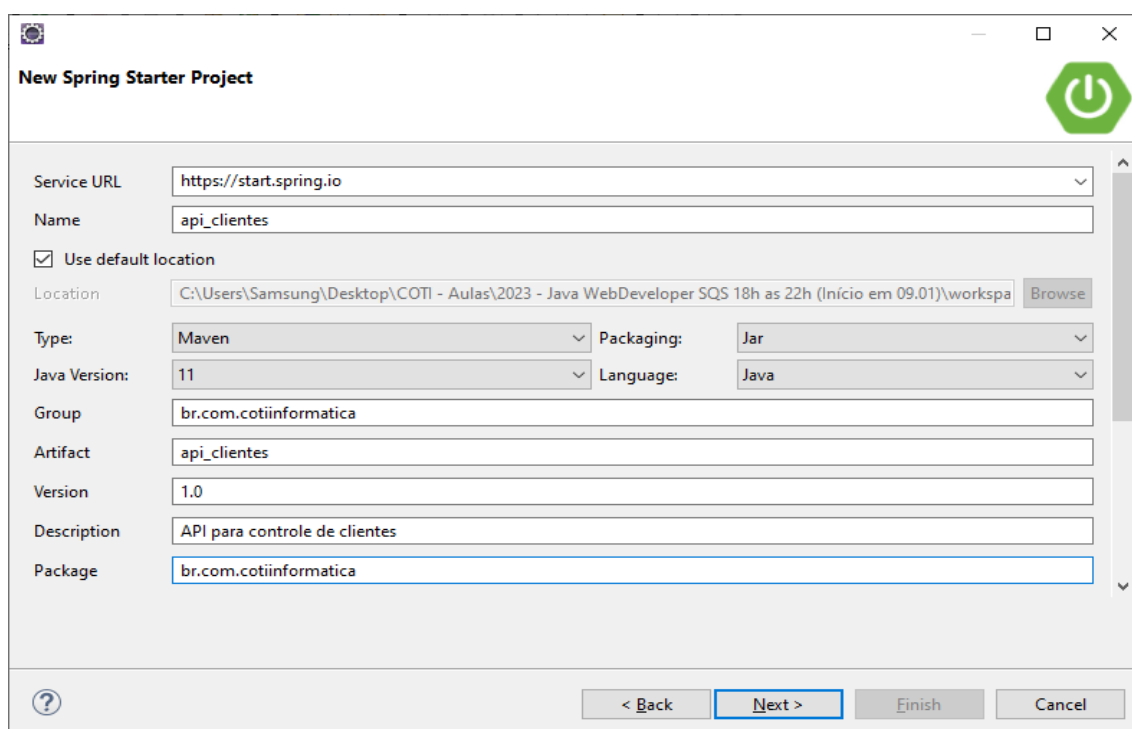 New Spring Starter Project
Service URL https://start.spring.io
Name api_clientes
Use default location
Location C:\Users\Samsung\Desktop\COTI - Aulas\2023 - Java WebDeveloper SQS 18h as 22h (Início em 09.01)\workspa Browse
Type: Maven Packaging: Jar
Java Version: 11 Language: Java
Group br.com.cotiinformatica
Artifact api_clientes
Version 1.0
Description API para controle de clientes
Package br.com.cotiinformatica
? < Back Next > Finish Cancel